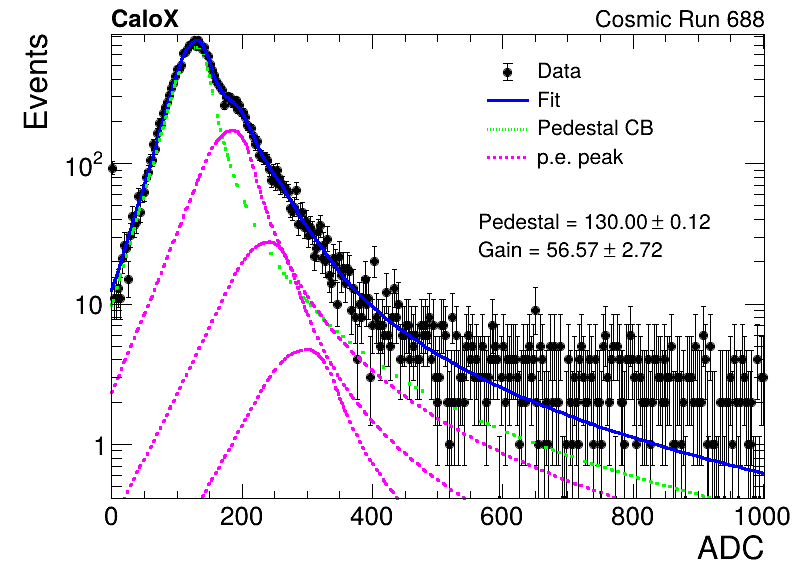 CaloX Cosmic Run 688
Events
Data
Fit
Pedestal CB
p.e. peak
Pedestal = 130.00 ± 0.12
Gain = 56.57 ± 2.72
10²
10
1
0 200 400 600 800 1000
ADC